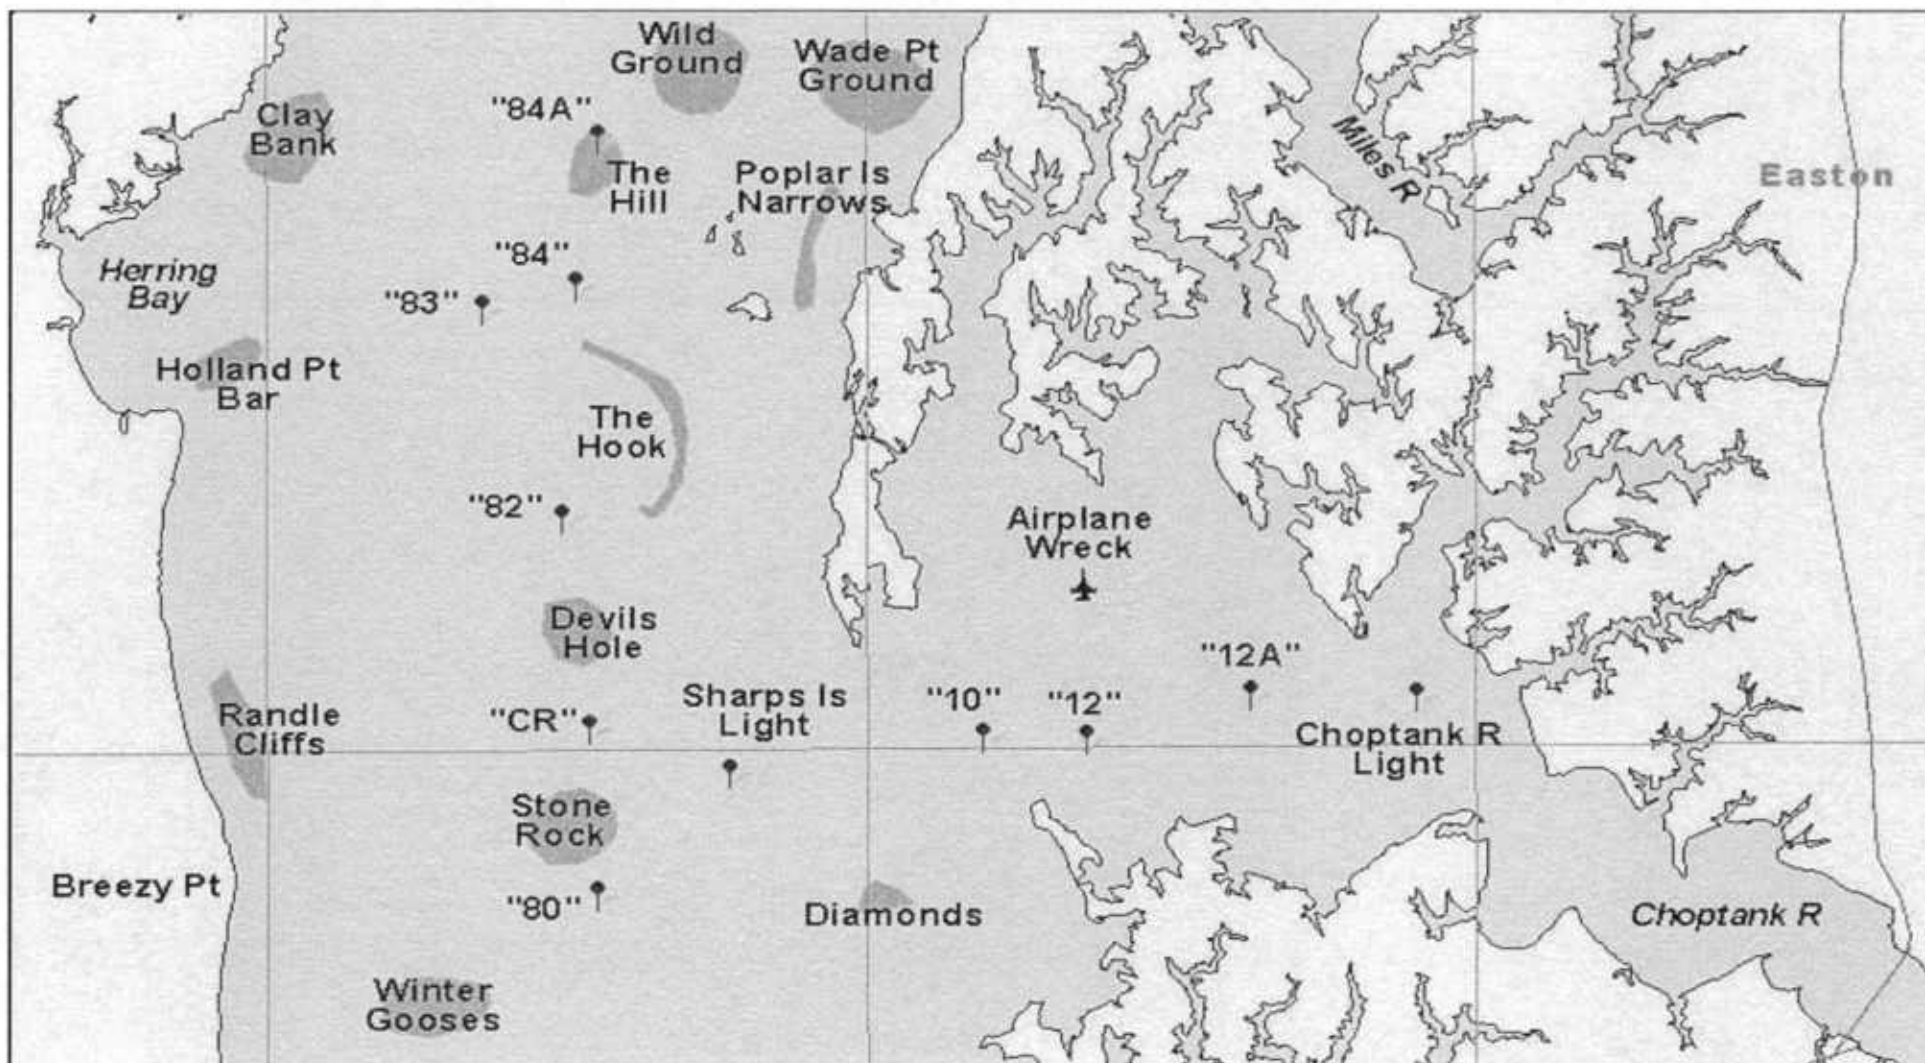 Wild
Ground
Wade Pt
Ground
"84A"
Clay
Bank
The
Hill
Poplar Is
Narrows
Miles R
Easton
"84"
Herring
Bay
"83"
Holland Pt
Bar
The
Hook
"82"
Airplane
Wreck
Devils
Hole
"12A"
Sharps Is
Light
"10"
"12"
Randle
Cliffs
"CR"
Choptank R
Light
Stone
Rock
Breezy Pt
"80"
Diamonds
Choptank R
Winter
Gooses